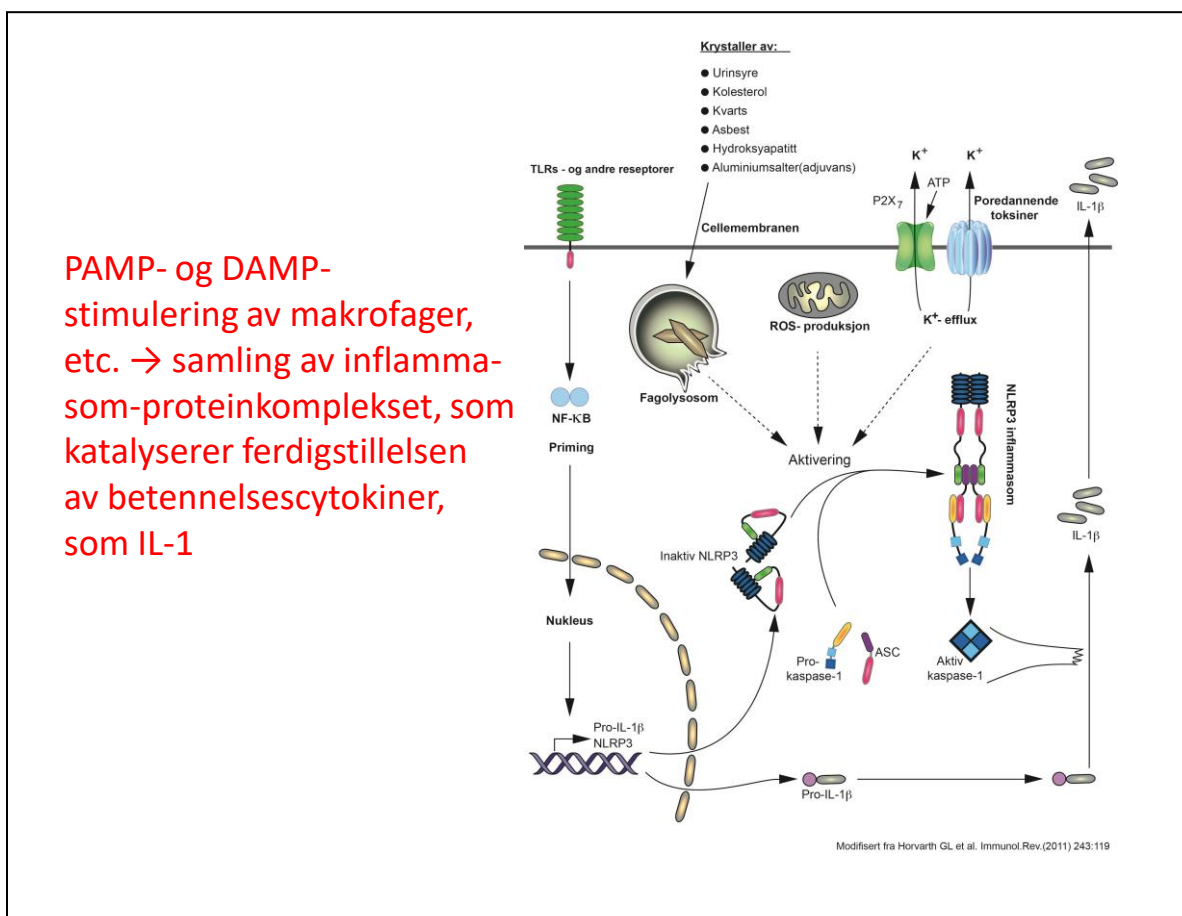 PAMP- og DAMP-
stimulering av makrofager,
etc. → samling av inflamma-
som-proteinkomplekset, som
katalyserer ferdigstillelsen
av betennelsescytokiner,
som IL-1
Krystaller av:
● Urinsyre
● Kolesterol
● Kvarts
● Asbest
● Hydroksyapatitt
● Aluminiumsalter(adjuvans)
TLRs - og andre reseptorer
Cellemembranen
K+
K+
ATP
P2X7
Poredannende
toksiner
IL-1β
Fagolysosom
ROS- produksjon
K+- efflux
NF-KB
Priming
Aktivering
NLRP3 inflammasom
IL-1β
Inaktiv NLRP3
Nukleus
Pro-
kaspase-1
ASC
Aktiv
kaspase-1
Pro-IL-1β
NLRP3
Pro-IL-1β
Modifisert fra Horvarth GL et al. Immunol.Rev.(2011) 243:119